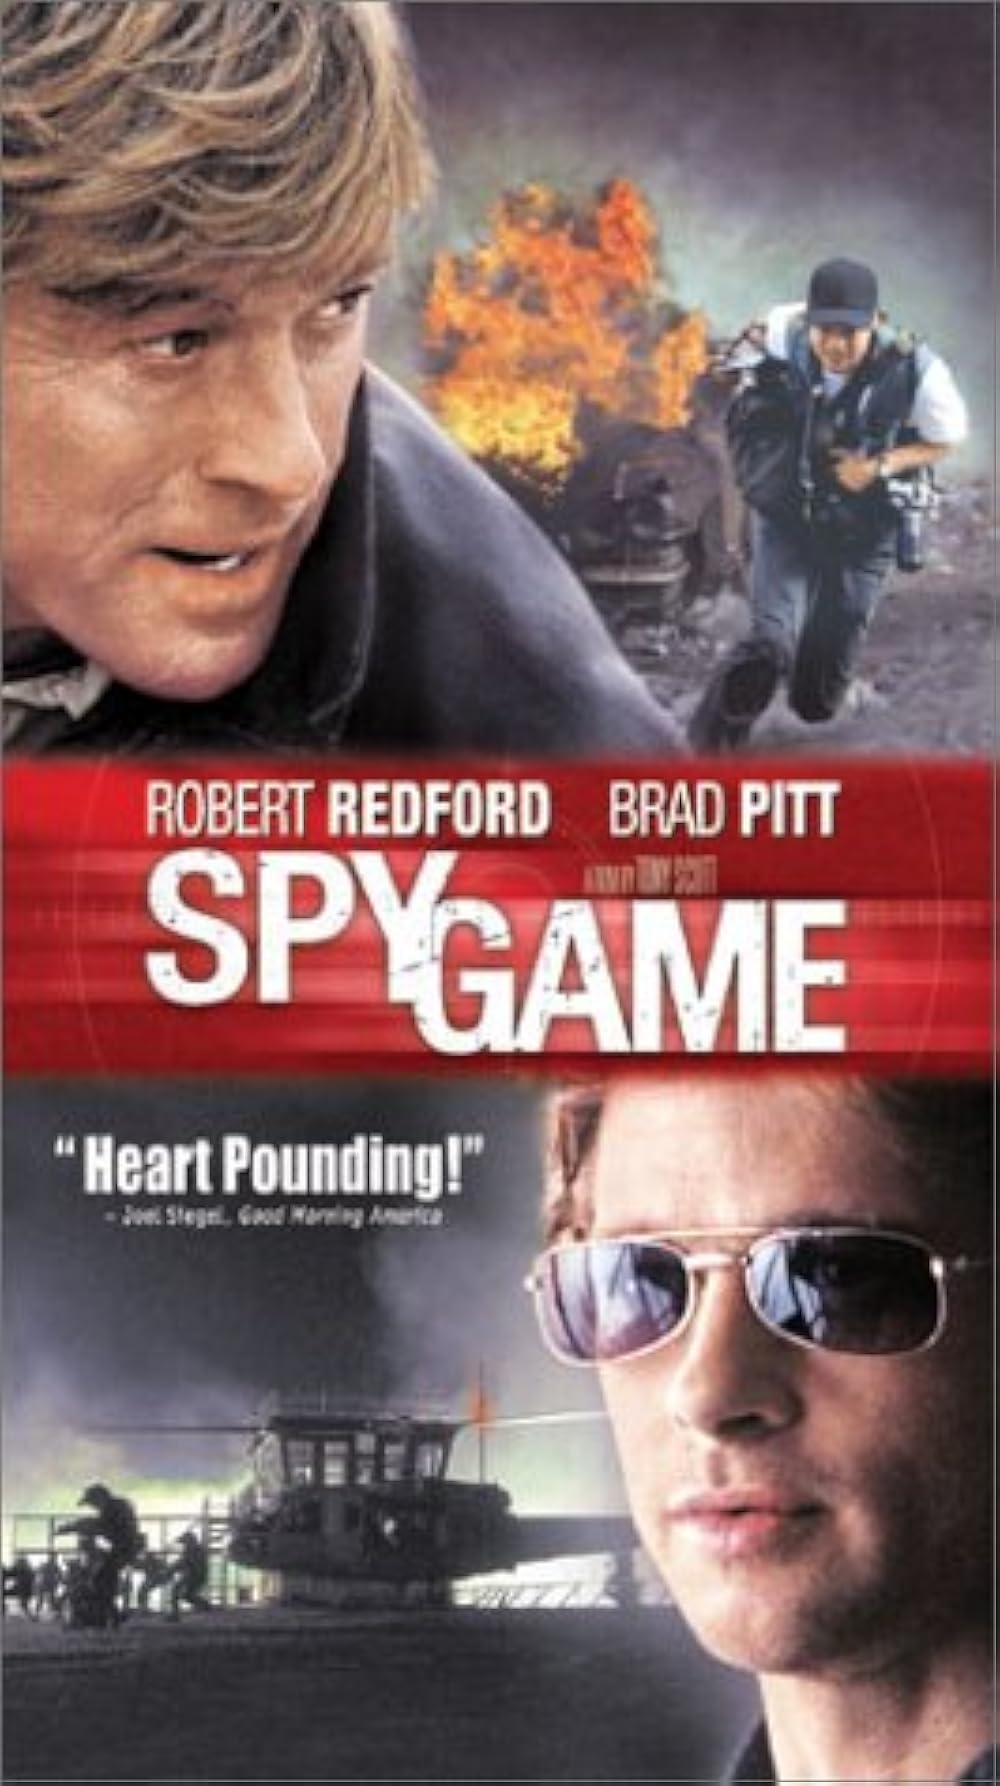 ROBERT REDFORD BRAD PITT
A FILM BY TONY SCOTT
SPY GAME
"Heart Pounding!"
- Joel Siegel, Good Morning America